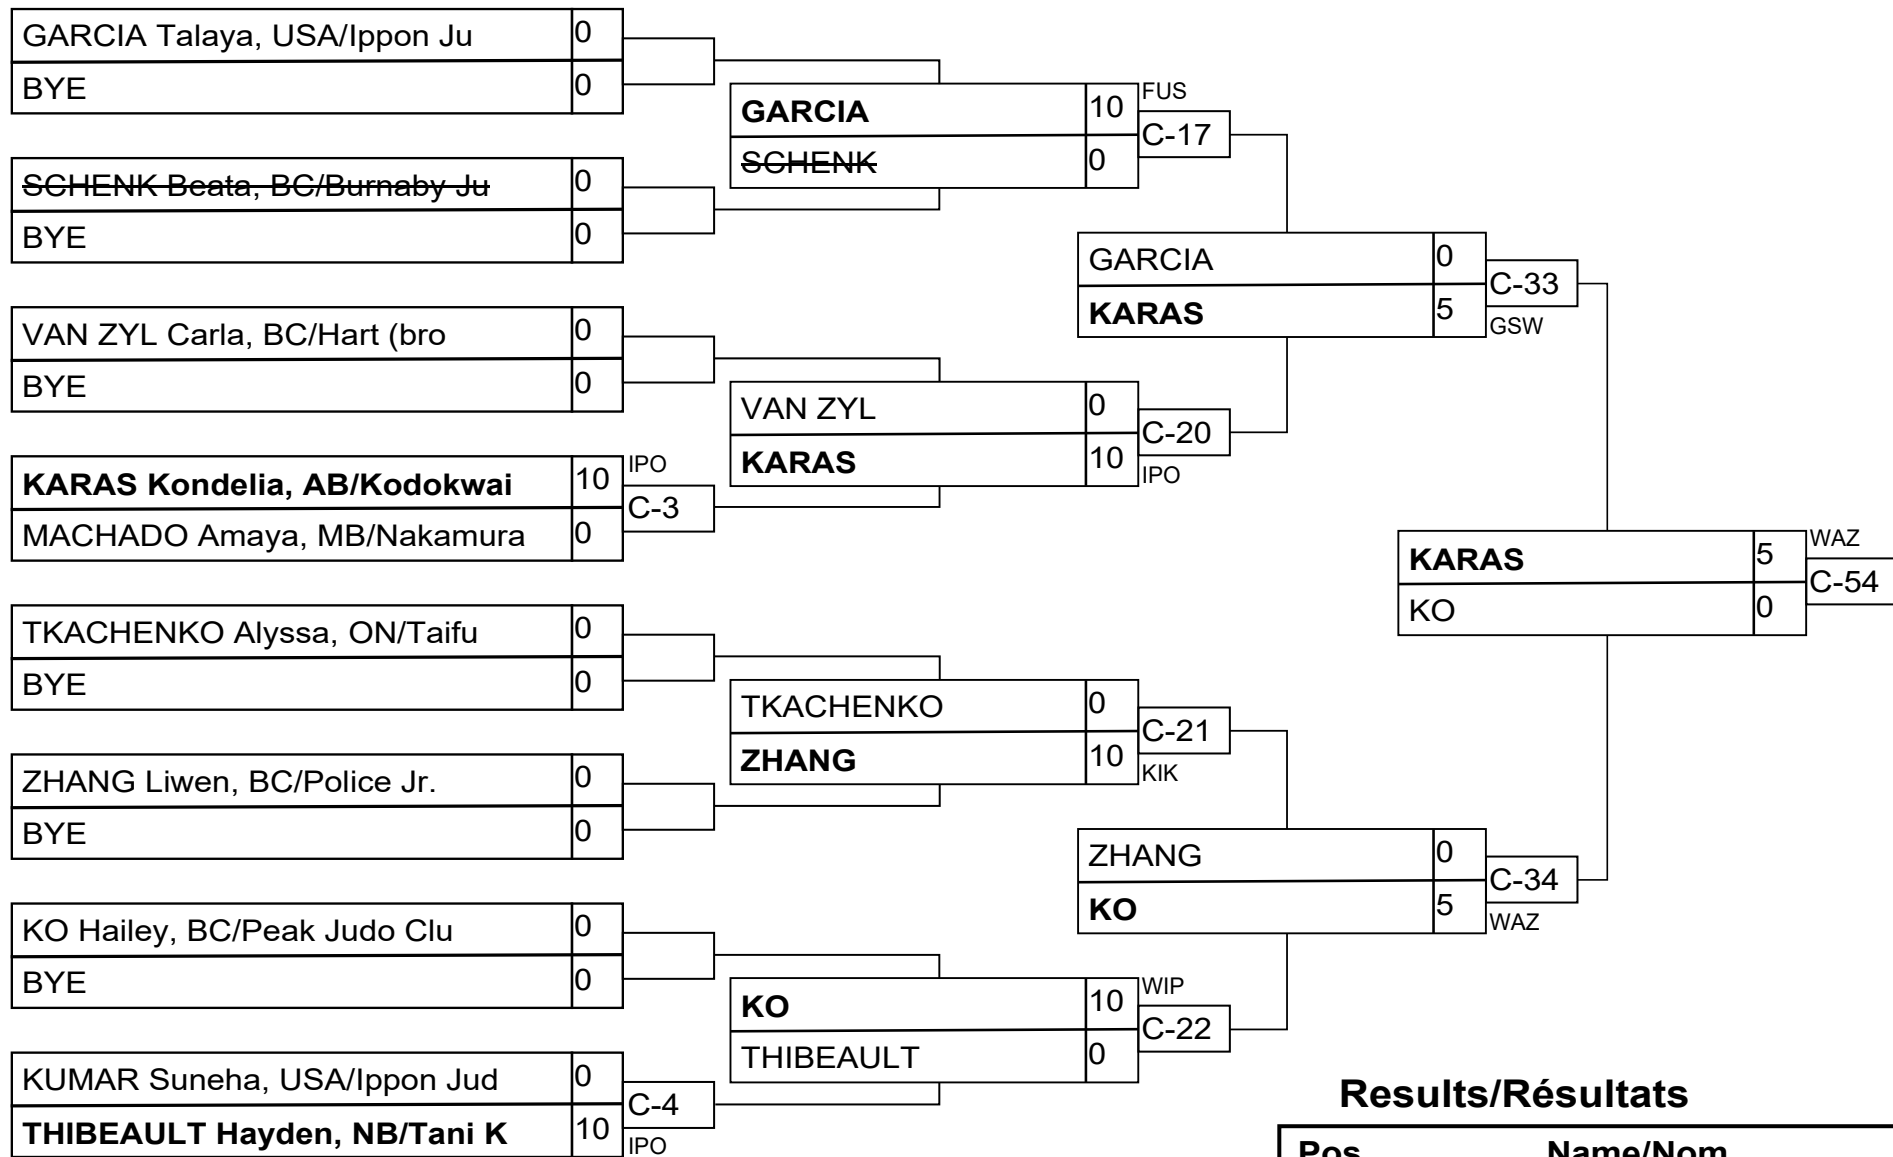 GARCIA Talaya, USA/Ippon Ju 0
BYE 0
SCHENK Beata, BC/Burnaby Ju 0
BYE 0
VAN ZYL Carla, BC/Hart (bro 0
BYE 0
KARAS Kondelia, AB/Kodokwai 10 IPO
C-3
MACHADO Amaya, MB/Nakamura 0
TKACHENKO Alyssa, ON/Taifu 0
BYE 0
ZHANG Liwen, BC/Police Jr. 0
BYE 0
KO Hailey, BC/Peak Judo Clu 0
BYE 0
KUMAR Suneha, USA/Ippon Jud 0
C-4
THIBEAULT Hayden, NB/Tani K 10 IPO
GARCIA 10 FUS
C-17
SCHENK 0
VAN ZYL 0
C-20
KARAS 10 IPO
TKACHENKO 0
C-21
ZHANG 10 KIK
KO 10 WIP
C-22
THIBEAULT 0
GARCIA 0
C-33
KARAS 5 GSW
ZHANG 0
C-34
KO 5 WAZ
KARAS 5 WAZ
C-54
KO 0
Results/Résultats
Pos Name/Nom